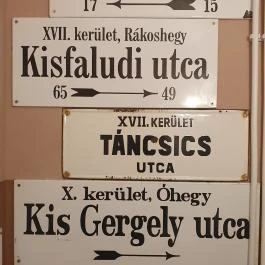 17 15
XVII. kerület, Rákoshegy
Kisfaludi utca
65 49
XVII. KERÜLET
TÁNCSICS
UTCA
X. kerület, Óhegy
Kis Gergely utca